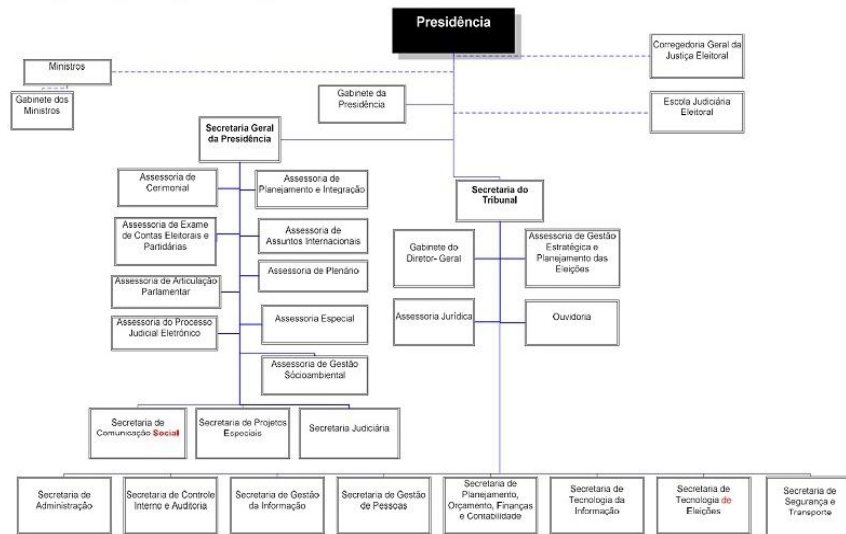 Presidência
Corregedoria Geral da
Justiça Eleitoral
Ministros
Gabinete dos
Ministros
Gabinete da
Presidência
Escola Judiciária
Eleitoral
Secretaria Geral
da Presidência
Assessoria de
Cerimonial
Assessoria de
Planejamento e Integração
Secretaria do
Tribunal
Assessoria de Exame
de Contas Eleitorais e
Partidárias
Assessoria de
Assuntos Internacionais
Gabinete do
Diretor- Geral
Assessoria de Gestão
Estratégica e
Planejamento das
Eleições
Assessoria de Articulação
Parlamentar
Assessoria de Plenário
Assessoria do Processo
Judicial Eletrônico
Assessoria Especial
Assessoria Jurídica
Ouvidoria
Assessoria de Gestão
Sócioambiental
Secretaria de
Comunicação Social
Secretaria de Projetos
Especiais
Secretaria Judiciária
Secretaria de
Administração
Secretaria de Controle
Interno e Auditoria
Secretaria de Gestão
da Informação
Secretaria de Gestão
de Pessoas
Secretaria de
Planejamento,
Orçamento, Finanças
e Contabilidade
Secretaria de
Tecnologia da
Informação
Secretaria de
Tecnologia de
Eleições
Secretaria de
Segurança e
Transporte